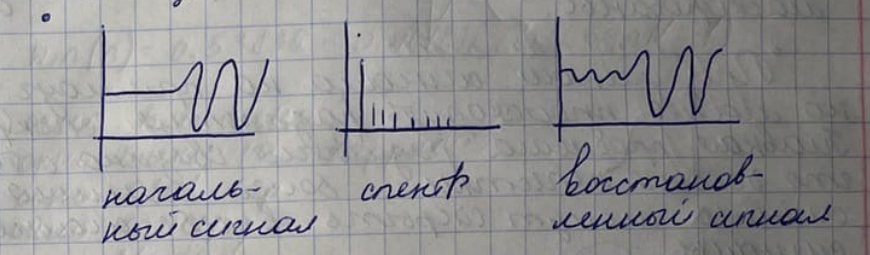 началь-
ный сигнал
спектр
восстанов-
ленный сигнал